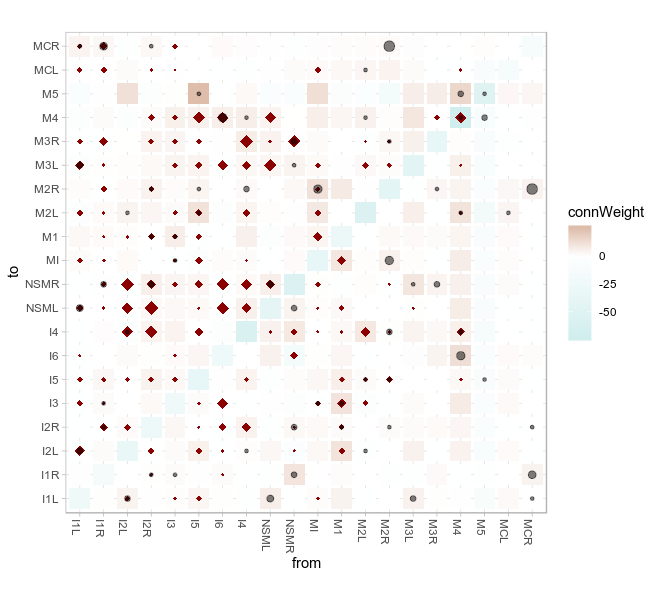 MCR
MCL
M5
M4
M3R
M3L
M2R
M2L
M1
MI
NSMR
NSML
I4
I6
I5
I3
I2R
I2L
I1R
I1L
to
I1L
I1R
I2L
I2R
I3
I5
I6
I4
NSML
NSMR
MI
M1
M2L
M2R
M3L
M3R
M4
M5
MCL
MCR
from
connWeight
0
-25
-50